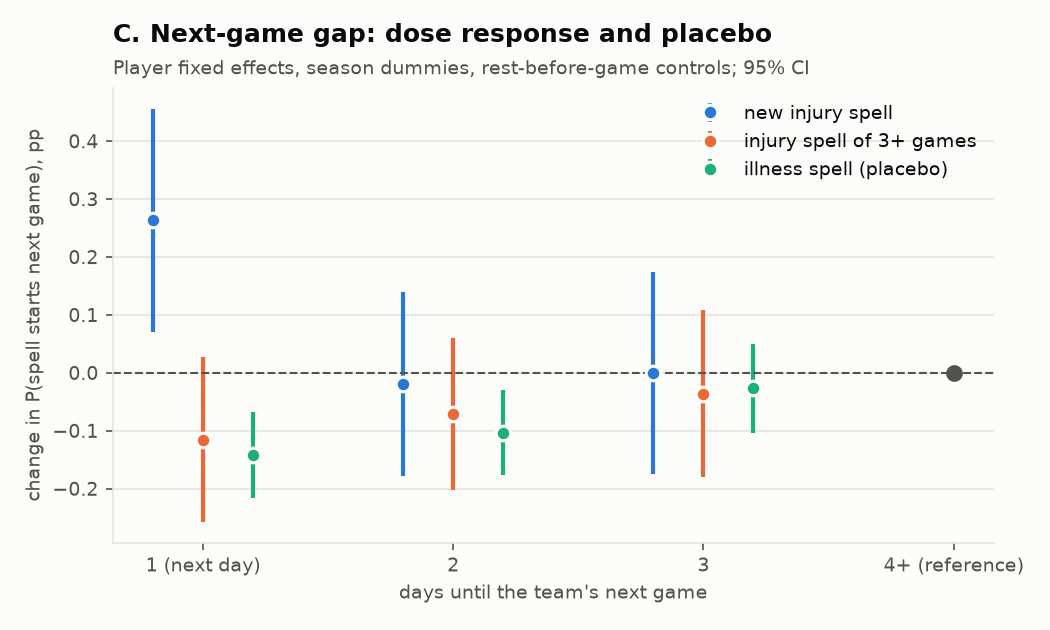 C. Next-game gap: dose response and placebo
Player fixed effects, season dummies, rest-before-game controls; 95% CI
new injury spell
injury spell of 3+ games
illness spell (placebo)
change in P(spell starts next game), pp
0.4
0.3
0.2
0.1
0.0
−0.1
−0.2
1 (next day)
2
3
4+ (reference)
days until the team's next game